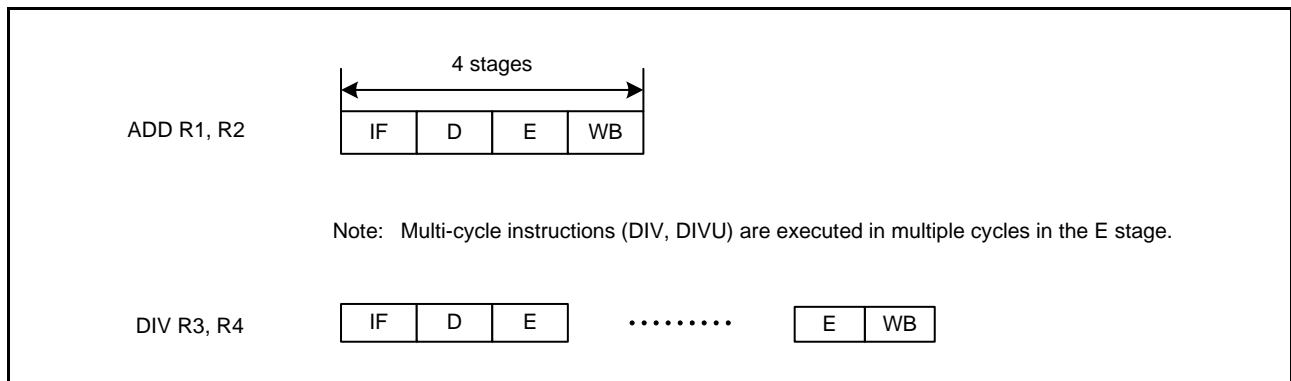 4 stages
ADD R1, R2 IF D E WB
Note: Multi-cycle instructions (DIV, DIVU) are executed in multiple cycles in the E stage.
DIV R3, R4 IF D E ......... E WB